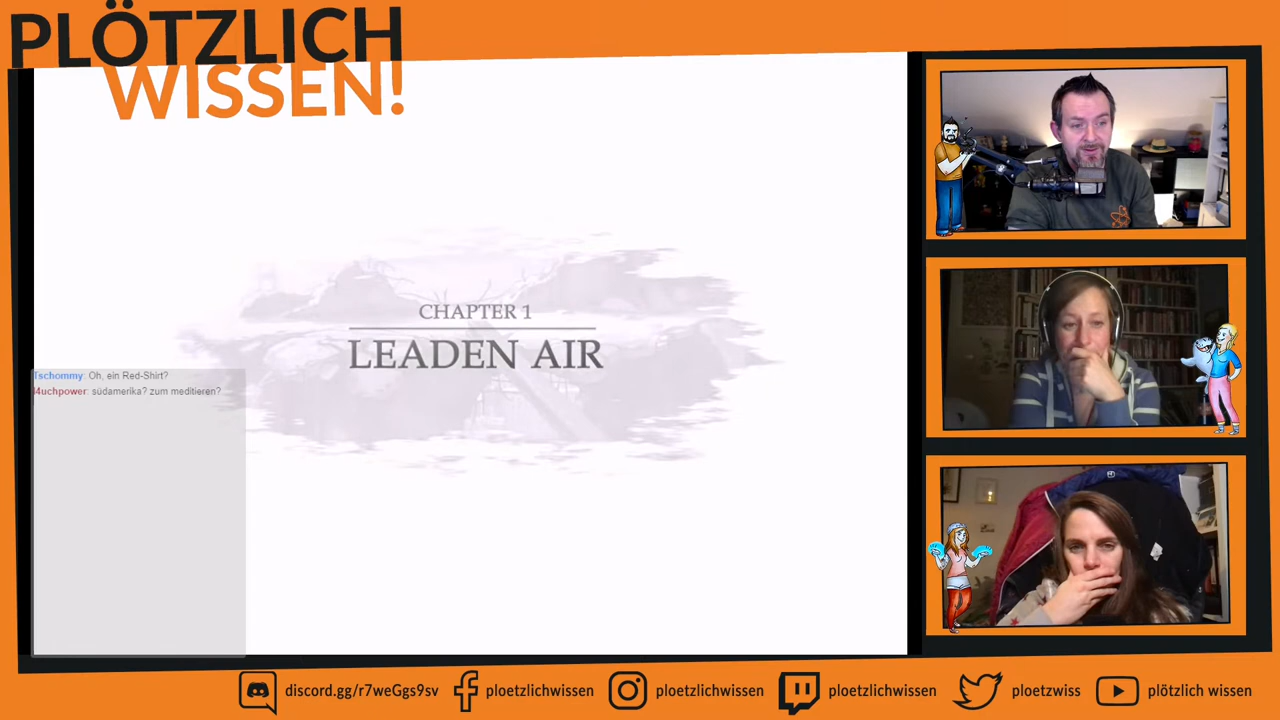 PLÖTZLICH
WISSEN!
CHAPTER 1
LEADEN AIR
Tschommy: Oh, ein Red-Shirt?
l4uchpower: südamerika? zum meditieren?
discord.gg/r7weGgs9sv
ploetzlichwissen
ploetzlichwissen
ploetzlichwissen
ploetzwiss
plötzlich wissen